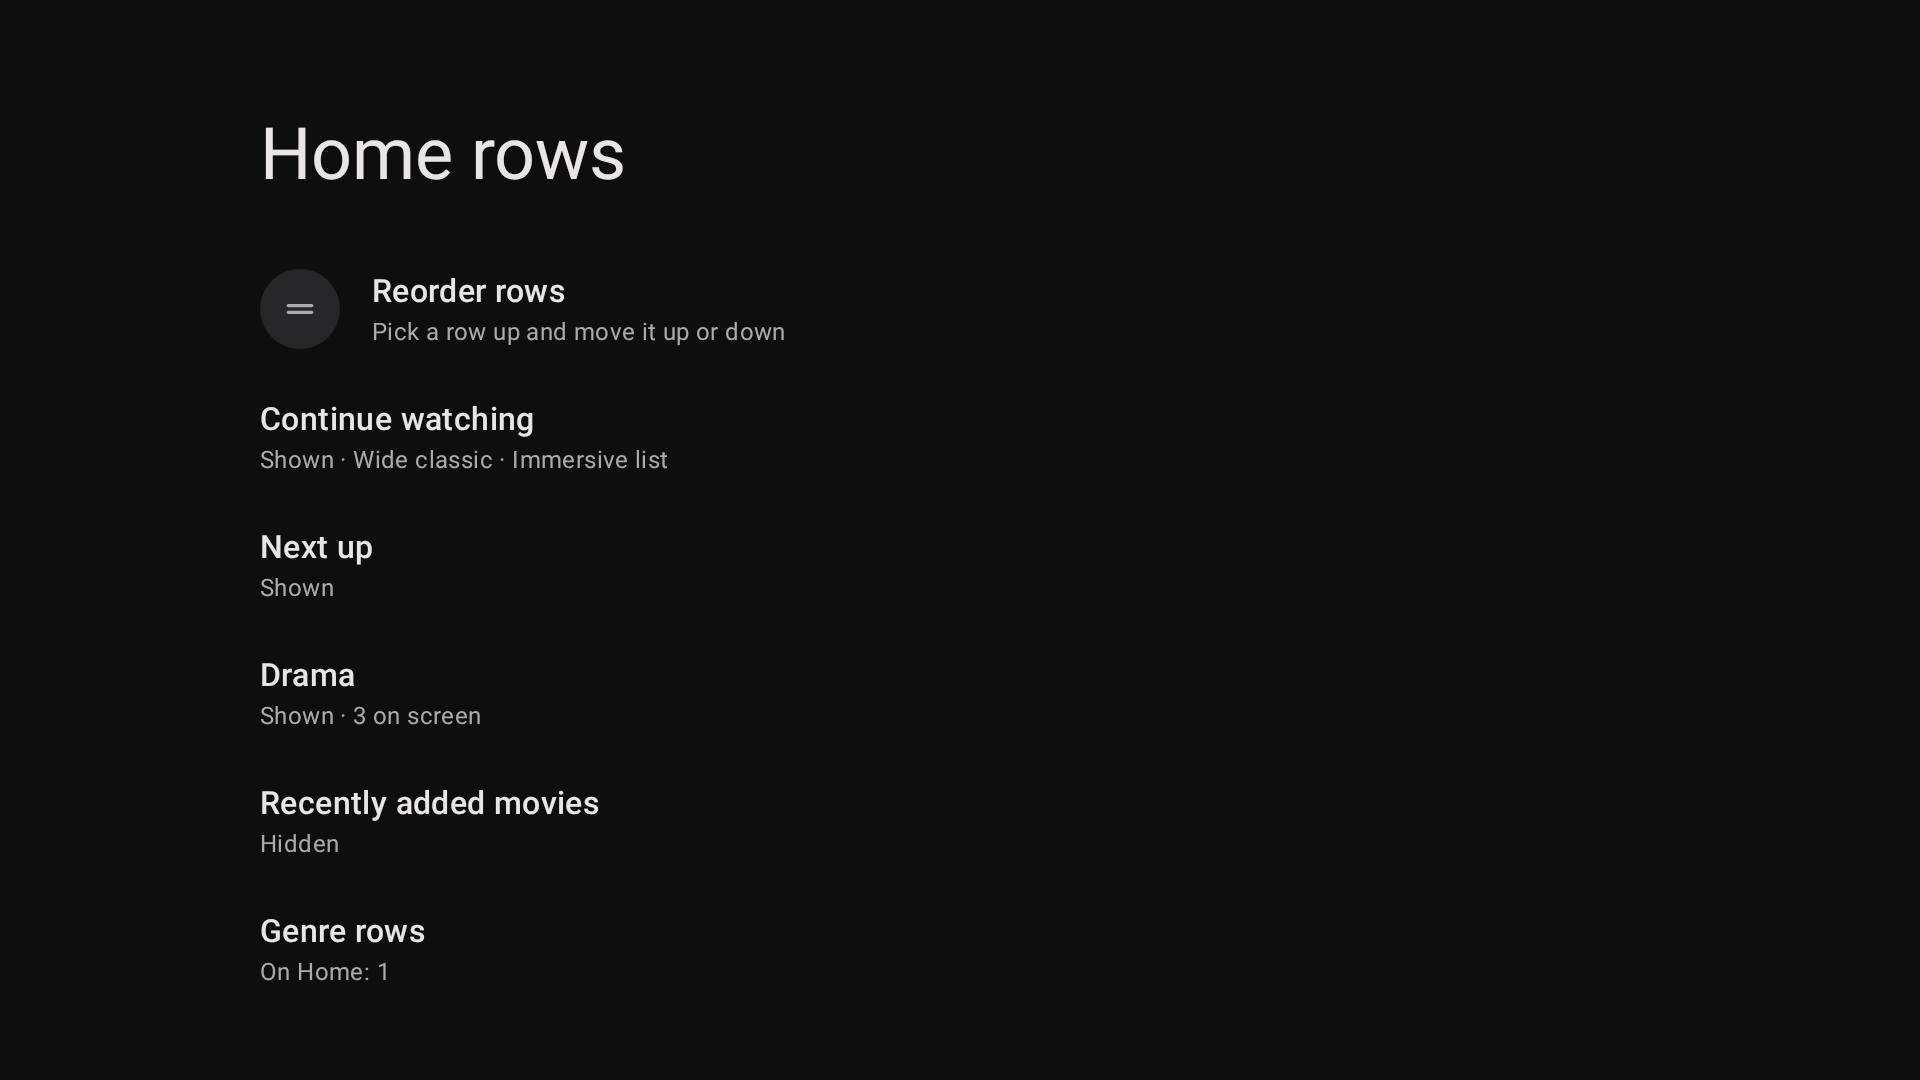 Home rows
Reorder rows
Pick a row up and move it up or down
Continue watching
Shown · Wide classic · Immersive list
Next up
Shown
Drama
Shown · 3 on screen
Recently added movies
Hidden
Genre rows
On Home: 1